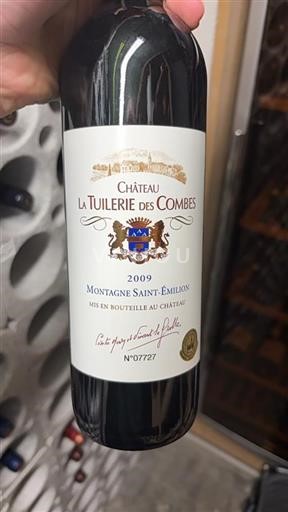 CHÂTEAU
LA TUILERIE DES COMBES
2009
MONTAGNE SAINT-ÉMILION
MIS EN BOUTEILLE AU CHÂTEAU
N°07727